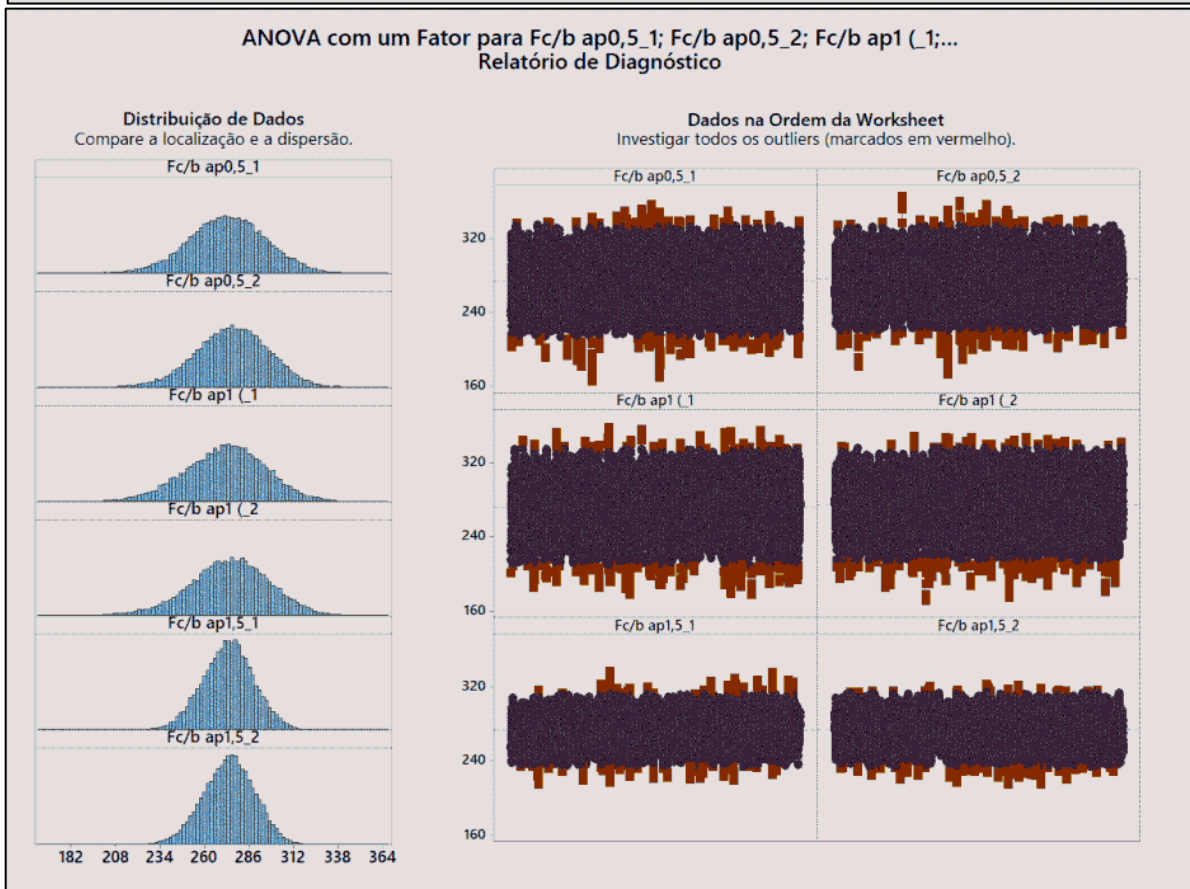 ANOVA com um Fator para Fc/b ap0,5_1; Fc/b ap0,5_2; Fc/b ap1 (_1;...
Relatório de Diagnóstico
Distribuição de Dados
Compare a localização e a dispersão.
Fc/b ap0,5_1
Fc/b ap0,5_2
Fc/b ap1 (_1
Fc/b ap1 (_2
Fc/b ap1,5_1
Fc/b ap1,5_2
182 208 234 260 286 312 338 364
Dados na Ordem da Worksheet
Investigar todos os outliers (marcados em vermelho).
Fc/b ap0,5_1 Fc/b ap0,5_2
320
240
160
Fc/b ap1 (_1 Fc/b ap1 (_2
320
240
160
Fc/b ap1,5_1 Fc/b ap1,5_2
320
240
160